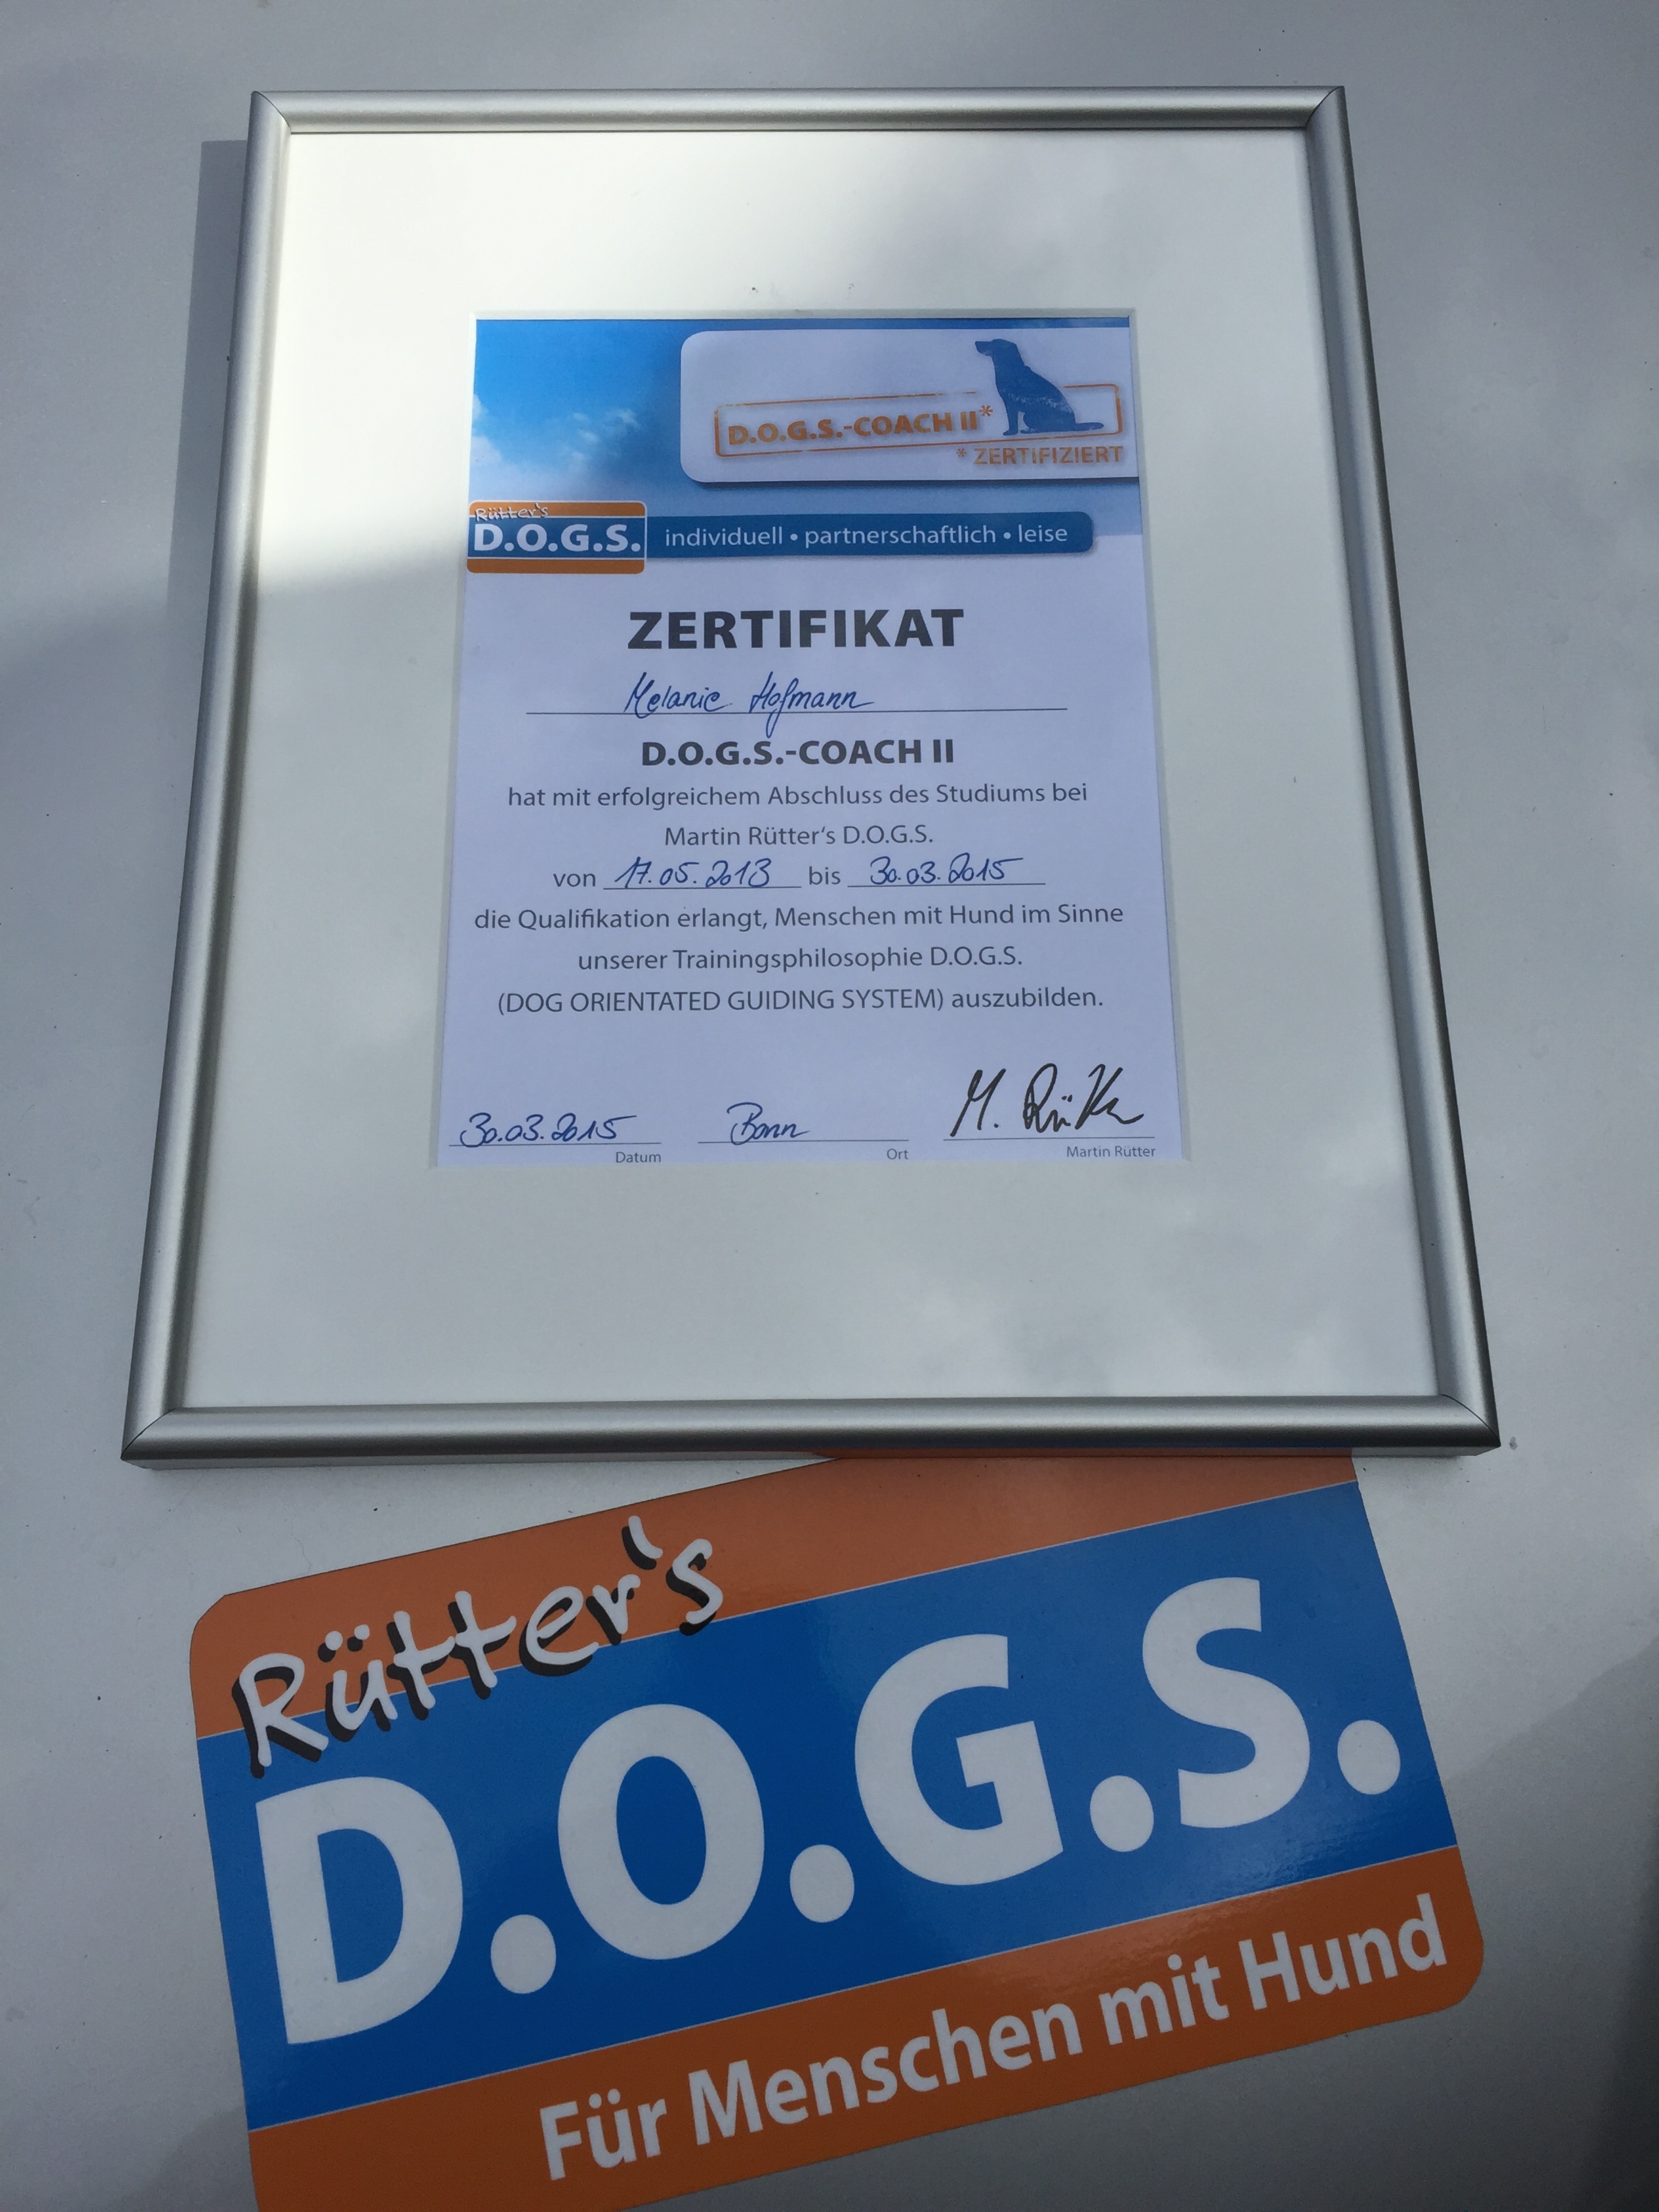 D.O.G.S.-COACH II*
* ZERTIFIZIERT
Rütter's
D.O.G.S.
individuell • partnerschaftlich • leise
ZERTIFIKAT
Melanie Hofmann
D.O.G.S.-COACH II
hat mit erfolgreichem Abschluss des Studiums bei
Martin Rütter‘s D.O.G.S.
von 17.05.2013 bis 30.03.2015
die Qualifikation erlangt, Menschen mit Hund im Sinne
unserer Trainingsphilosophie D.O.G.S.
(DOG ORIENTATED GUIDING SYSTEM) auszubilden.
30.03.2015 Bonn M. Rütter
Datum Ort Martin Rütter
Rütter's
D.O.G.S.
Für Menschen mit Hund